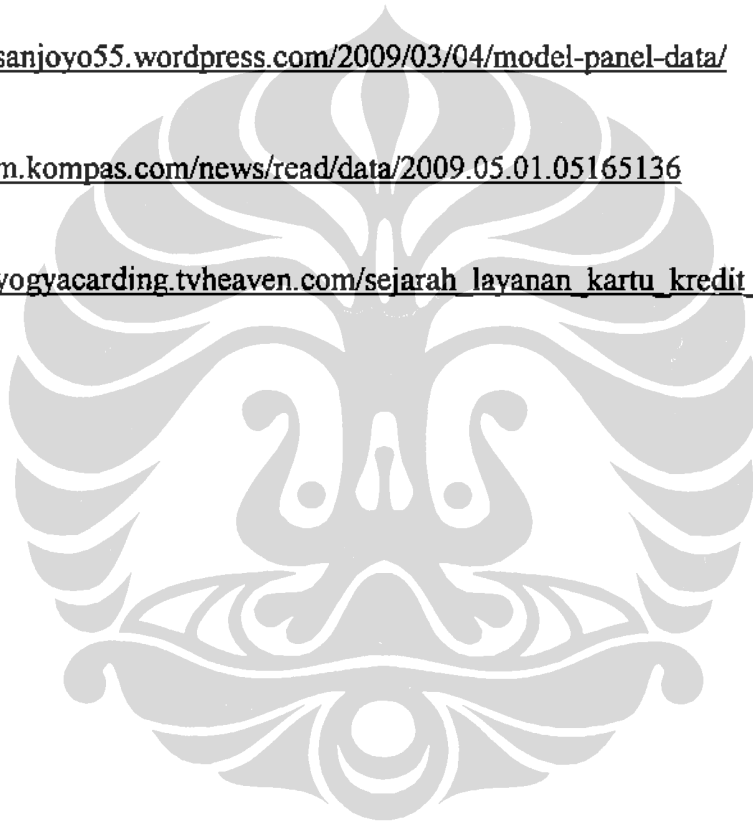 sanjoyo55.wordpress.com/2009/03/04/model-panel-data/
m.kompas.com/news/read/data/2009.05.01.05165136
yogyacarding.tvheaven.com/sejarah_layanan_kartu_kredit_